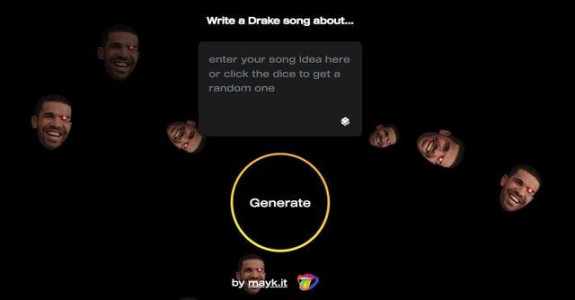 Write a Drake song about...
enter your song idea here
or click the dice to get a
random one
Generate
by mayk.it